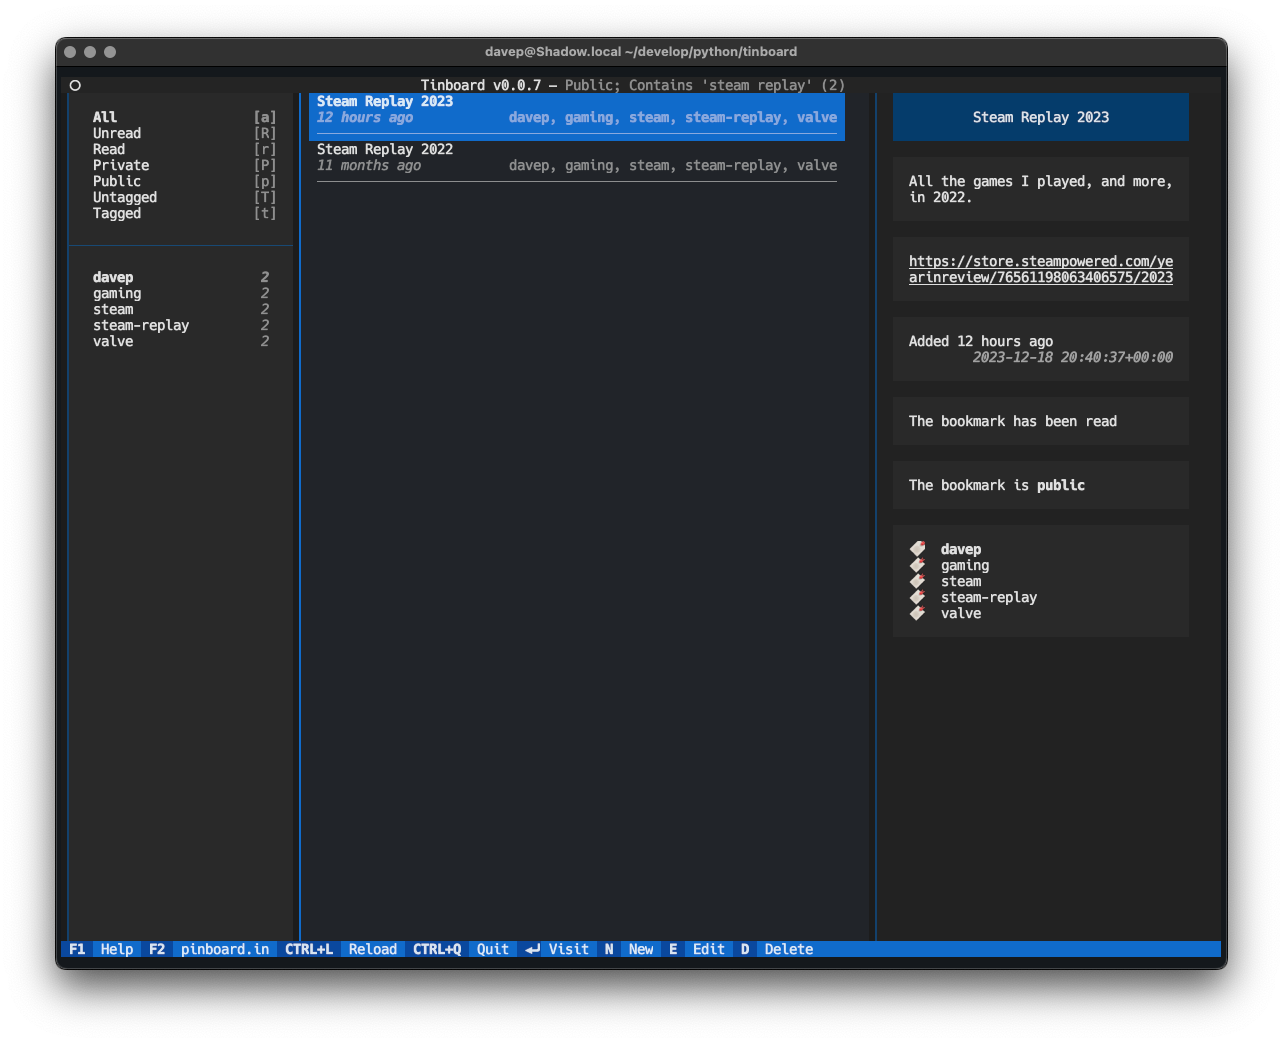 davep@Shadow.local ~/develop/python/tinboard
Tinboard v0.0.7 — Public; Contains 'steam replay' (2)
All [a]
Unread [R]
Read [r]
Private [P]
Public [p]
Untagged [T]
Tagged [t]
davep 2
gaming 2
steam 2
steam-replay 2
valve 2
Steam Replay 2023
12 hours ago davep, gaming, steam, steam-replay, valve
Steam Replay 2022
11 months ago davep, gaming, steam, steam-replay, valve
Steam Replay 2023
All the games I played, and more,
in 2022.
https://store.steampowered.com/ye
arinreview/76561198063406575/2023
Added 12 hours ago
2023-12-18 20:40:37+00:00
The bookmark has been read
The bookmark is public
davep
gaming
steam
steam-replay
valve
F1 Help F2 pinboard.in CTRL+L Reload CTRL+Q Quit ⏎ Visit N New E Edit D Delete